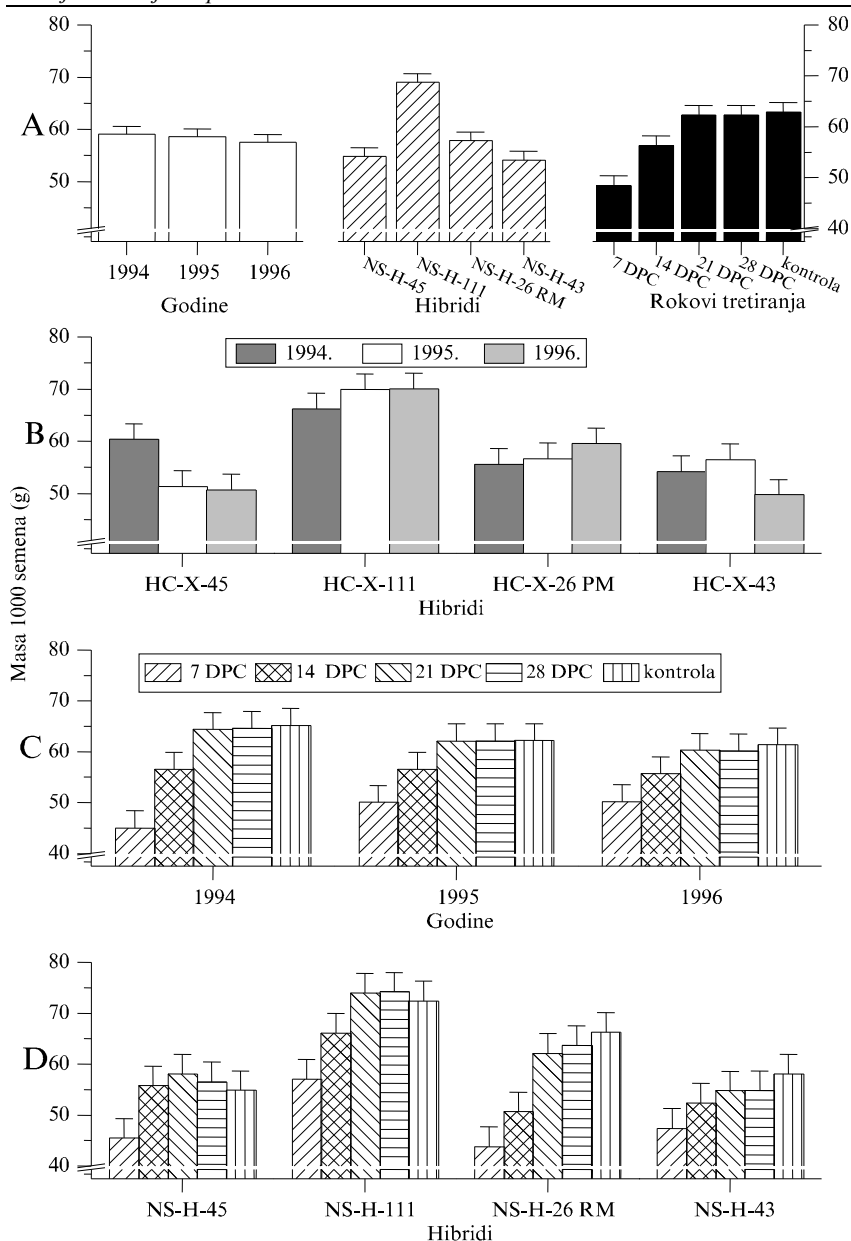 80
80
70
70
A
60
60
50
50
40
1994
1995
1996
NS-H-45
NS-H-111
NS-H-26 RM
NS-H-43
7 DPC
14 DPC
21 DPC
28 DPC
kontrola
Godine
Hibridi
Rokovi tretiranja
80
1994.
1995.
1996.
70
B
60
50
HC-X-45
HC-X-111
HC-X-26 PM
HC-X-43
Hibridi
Masa 1000 semena (g)
80
7 DPC
14 DPC
21 DPC
28 DPC
kontrola
70
C
60
50
40
1994
1995
1996
Godine
80
70
D
60
50
40
NS-H-45
NS-H-111
NS-H-26 RM
NS-H-43
Hibridi